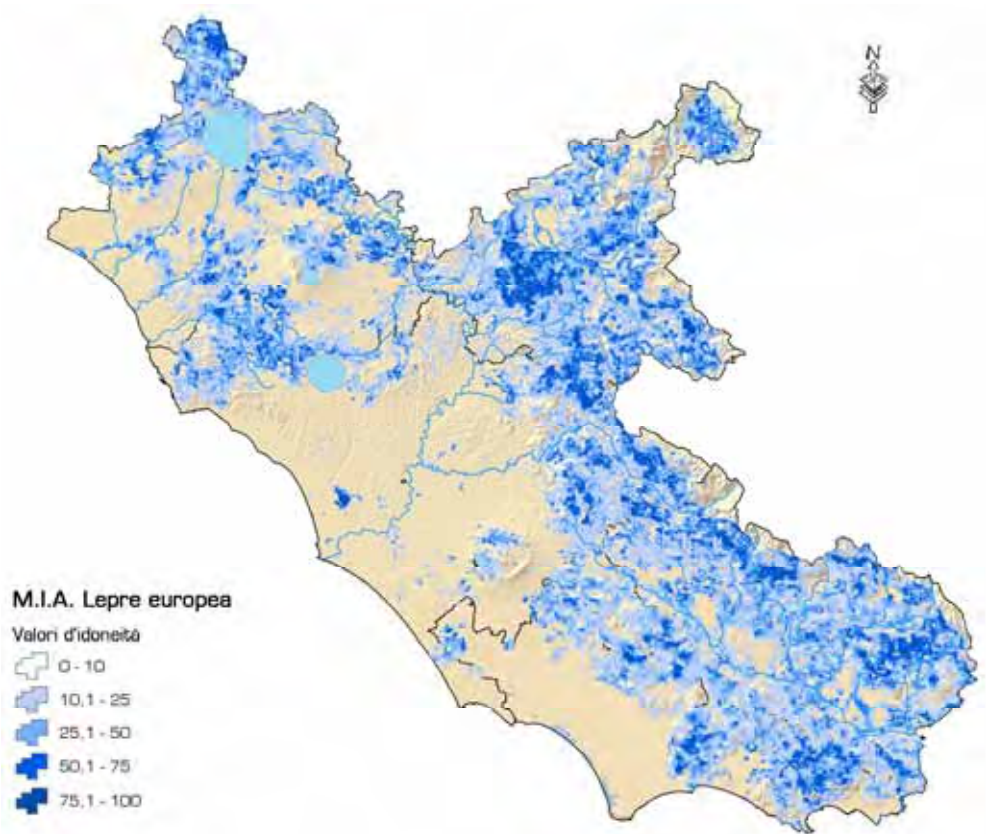 N
M.I.A. Lepre europea
Valori d'idoneità
0 - 10
10,1 - 25
25,1 - 50
50,1 - 75
75,1 - 100